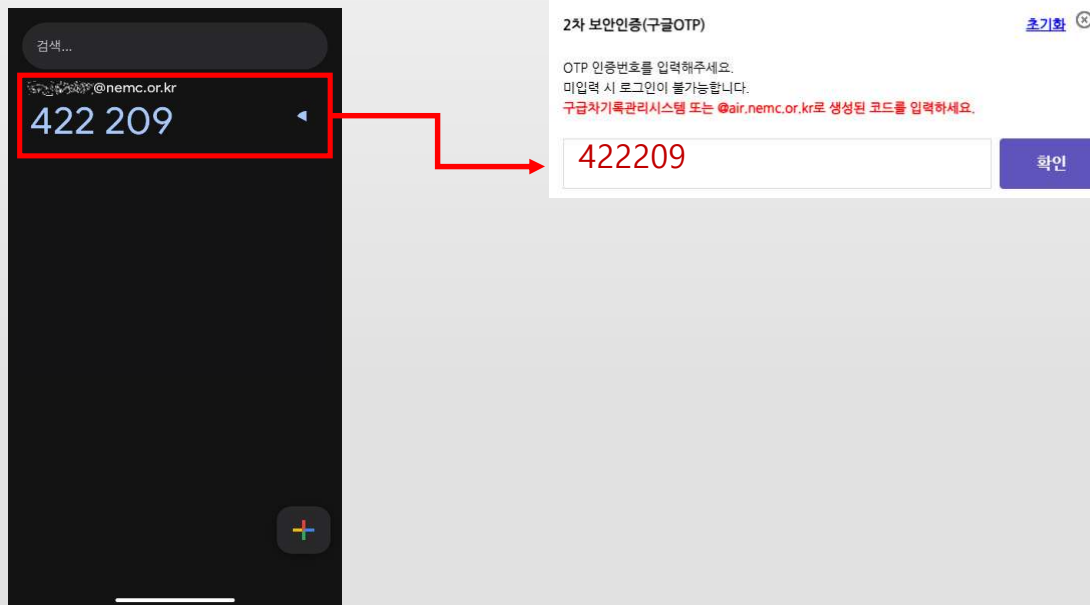 검색...
@nemc.or.kr
422 209
2차 보안인증(구글OTP)
초기화
OTP 인증번호를 입력해주세요.
미입력 시 로그인이 불가능합니다.
구급차기록관리시스템 또는 @air.nemc.or.kr로 생성된 코드를 입력하세요.
422209
확인